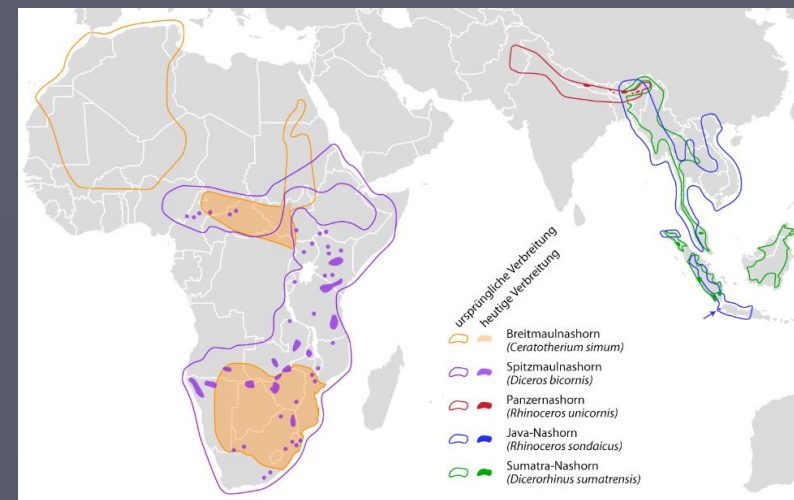 ursprüngliche Verbreitung
heutige Verbreitung
Breitmaulnashorn
(Ceratotherium simum)
Spitzmaulnashorn
(Diceros bicornis)
Panzernashorn
(Rhinoceros unicornis)
Java-Nashorn
(Rhinoceros sondaicus)
Sumatra-Nashorn
(Dicerorhinus sumatrensis)